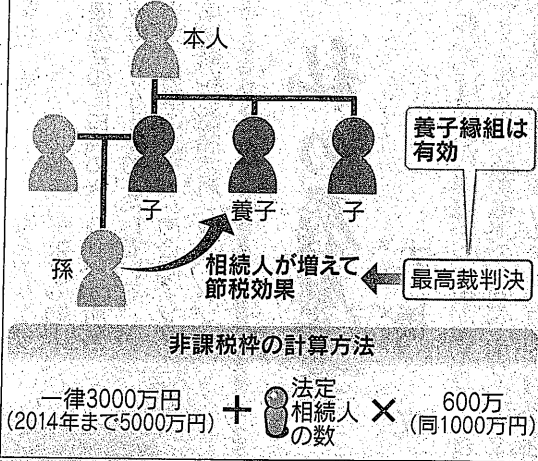 本人
養子縁組は
有効
子
養子
子
孫
相続人が増えて
節税効果
最高裁判決
非課税枠の計算方法
一律3000万円
(2014年まで5000万円)
+
法定
相続人
の数
×
600万
(同1000万円)